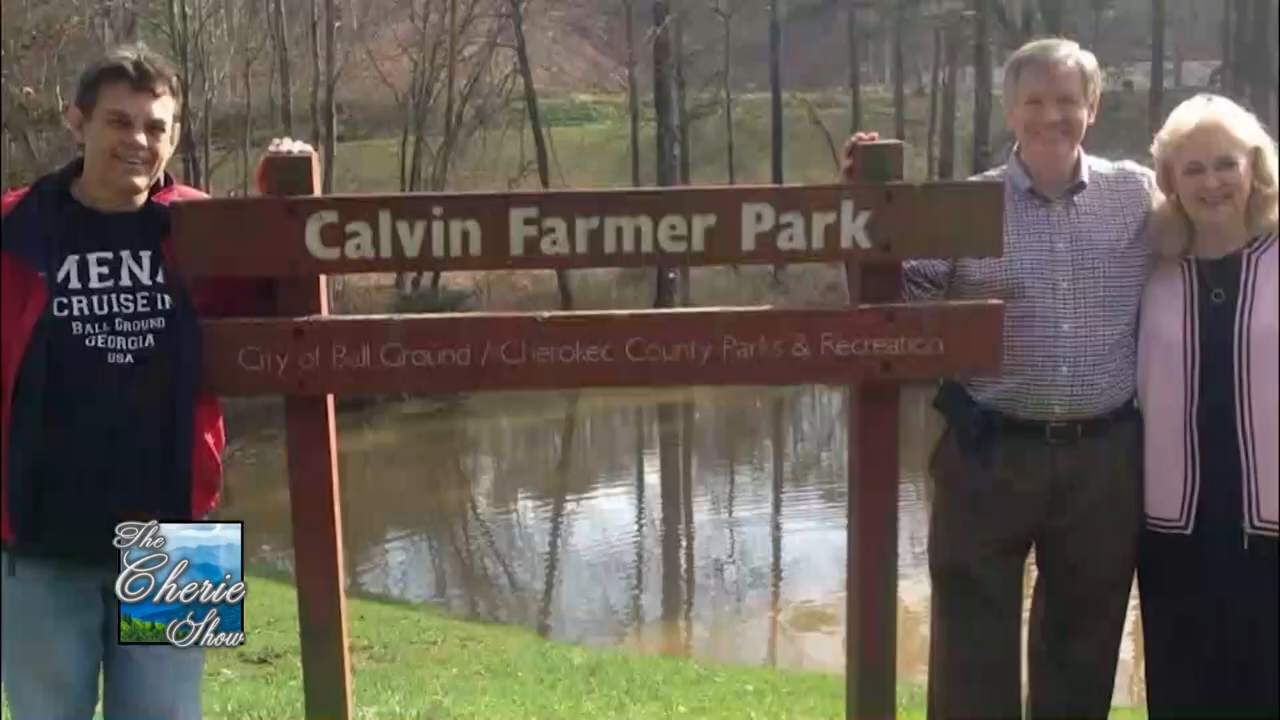 Calvin Farmer Park
City of Ball Ground / Cherokee County Parks & Recreation
CRUISE IN
BALL GROUND
GEORGIA
USA
The
Cherie
Show